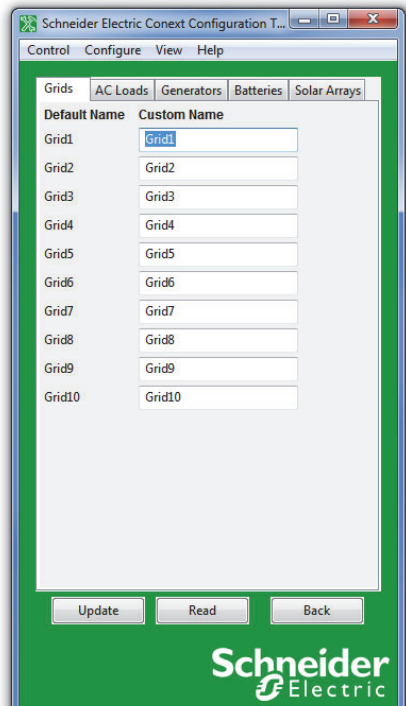 Schneider Electric Conext Configuration T...
Control Configure View Help
Grids AC Loads Generators Batteries Solar Arrays
Default Name Custom Name
Grid1 Grid1
Grid2 Grid2
Grid3 Grid3
Grid4 Grid4
Grid5 Grid5
Grid6 Grid6
Grid7 Grid7
Grid8 Grid8
Grid9 Grid9
Grid10 Grid10
Update Read Back
Schneider
Electric